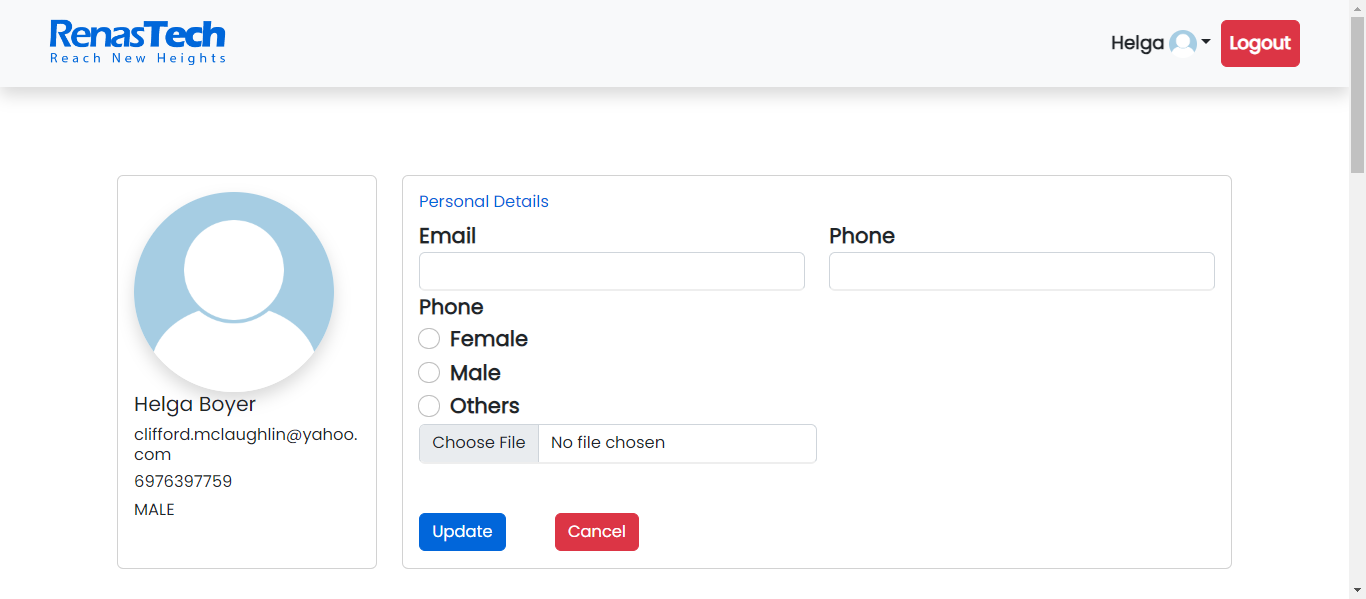 RenasTech
Reach New Heights
Helga
Logout
Helga Boyer
clifford.mclaughlin@yahoo.
com
6976397759
MALE
Personal Details
Email
Phone
Phone
Female
Male
Others
Choose File No file chosen
Update
Cancel